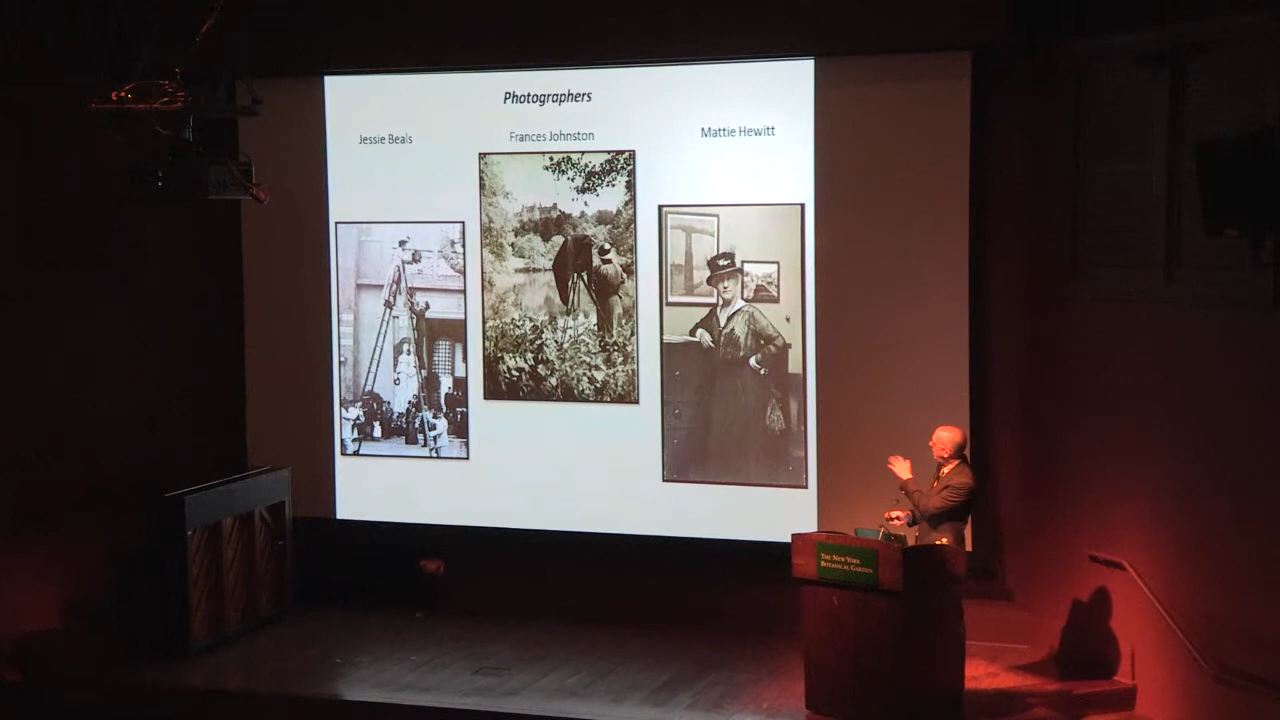 Photographers
Jessie Beals
Frances Johnston
Mattie Hewitt
THE NEW YORK
BOTANICAL GARDEN